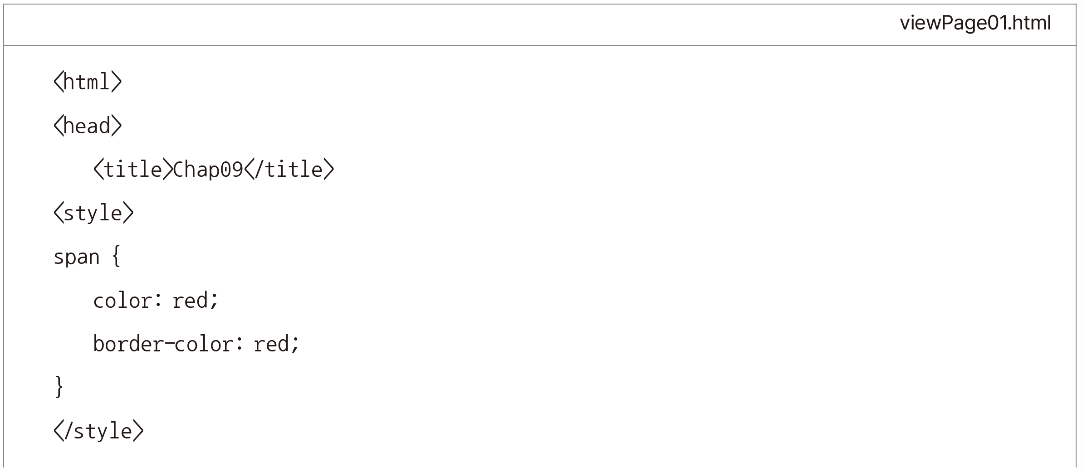 viewPage01.html
<html>
<head>
<title>Chap09</title>
<style>
span {
color: red;
border-color: red;
}
</style>